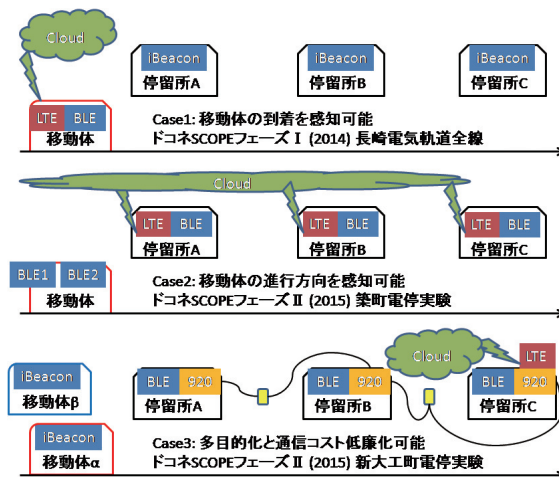 Cloud
iBeacon iBeacon iBeacon
停留所A 停留所B 停留所C
LTE BLE
移動体
Case1: 移動体の到着を感知可能
ドコネSCOPEフェーズⅠ (2014) 長崎電気軌道全線
Cloud
LTE BLE LTE BLE LTE BLE
停留所A 停留所B 停留所C
BLE1 BLE2
移動体
Case2: 移動体の進行方向を感知可能
ドコネSCOPEフェーズⅡ (2015) 築町電停実験
Cloud LTE
iBeacon BLE 920 BLE 920 BLE 920
移動体β 停留所A 停留所B 停留所C
iBeacon
移動体α
Case3: 多目的化と通信コスト低廉化可能
ドコネSCOPEフェーズⅡ (2015) 新大工町電停実験